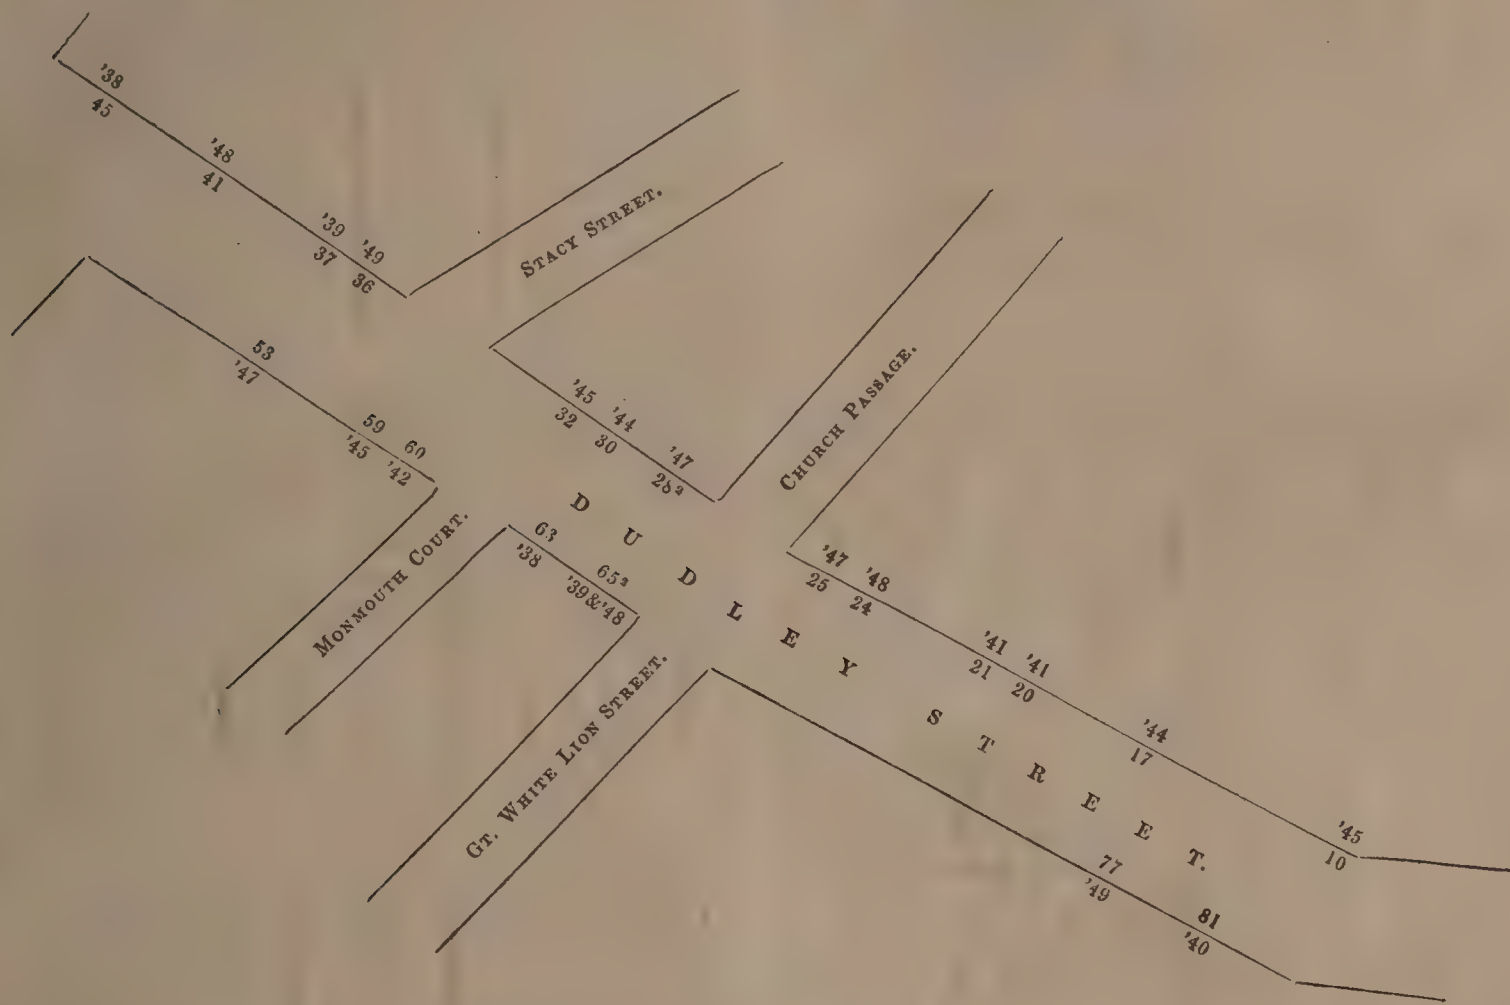 '38
45
'48
41
'39 '49
37 36
STACY STREET.
53
'47
59 60
'45 '42
'45 '44 '47
32 30 28a
CHURCH PASSAGE.
MONMOUTH COURT.
63 65a
'38 '39&'48
DUDLEY STREET.
'47 '48
25 24
'41 '41
21 20
'44
17
'45
10
GT. WHITE LION STREET.
77
'49
81
'40